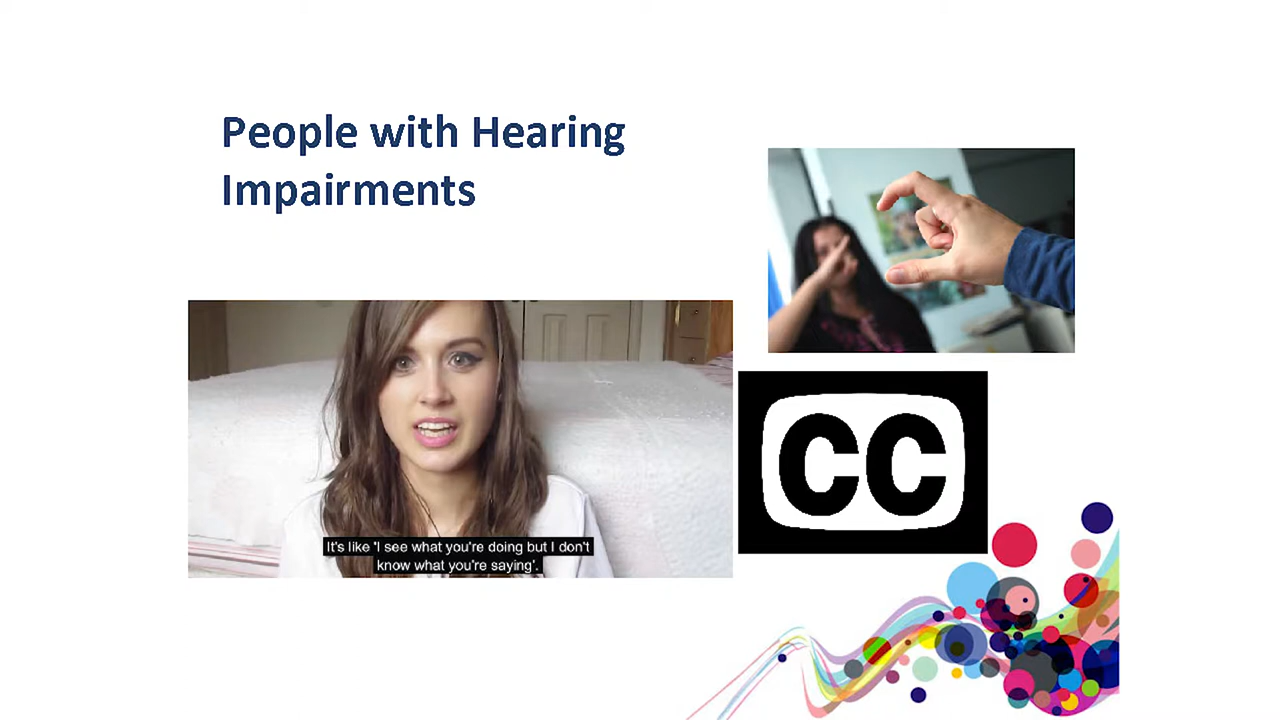 People with Hearing
Impairments
It's like 'I see what you're doing but I don't
know what you're saying'.
CC